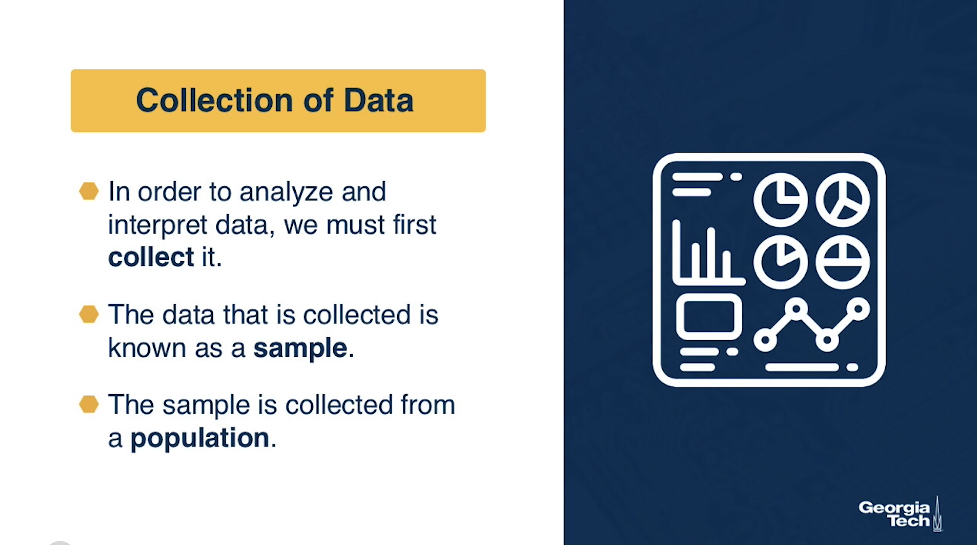 Collection of Data
In order to analyze and
interpret data, we must first
collect it.
The data that is collected is
known as a sample.
The sample is collected from
a population.
Georgia
Tech